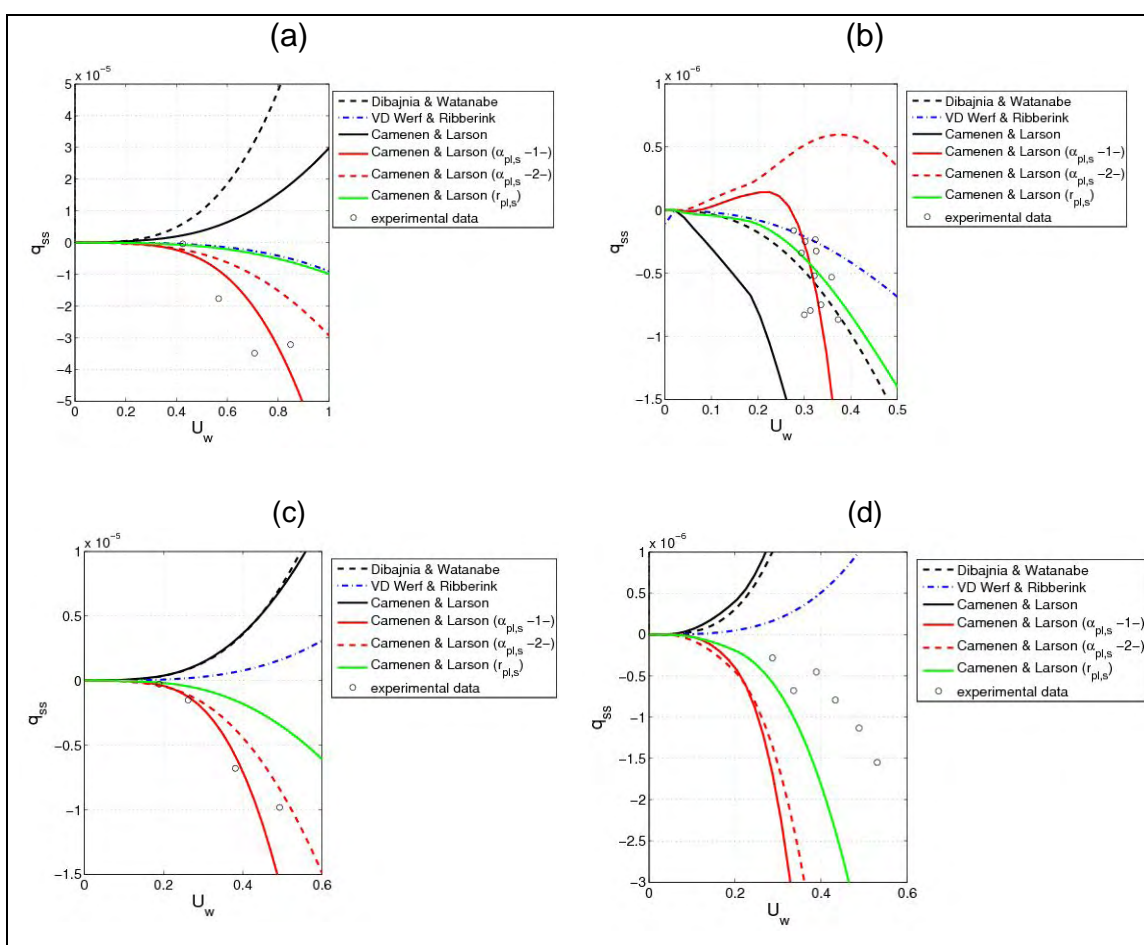 (a)
x 10⁻⁵
5
4
3
2
1
0
−1
−2
−3
−4
−5
q_ss
0 0.2 0.4 0.6 0.8 1
U_w
Dibajnia & Watanabe
VD Werf & Ribberink
Camenen & Larson
Camenen & Larson (α_pl,s −1−)
Camenen & Larson (α_pl,s −2−)
Camenen & Larson (r_pl,s)
experimental data
(b)
x 10⁻⁶
1
0.5
0
−0.5
−1
−1.5
q_ss
0 0.1 0.2 0.3 0.4 0.5
U_w
Dibajnia & Watanabe
VD Werf & Ribberink
Camenen & Larson
Camenen & Larson (α_pl,s −1−)
Camenen & Larson (α_pl,s −2−)
Camenen & Larson (r_pl,s)
experimental data
(c)
x 10⁻⁵
1
0.5
0
−0.5
−1
−1.5
q_ss
0 0.2 0.4 0.6
U_w
Dibajnia & Watanabe
VD Werf & Ribberink
Camenen & Larson
Camenen & Larson (α_pl,s −1−)
Camenen & Larson (α_pl,s −2−)
Camenen & Larson (r_pl,s)
experimental data
(d)
x 10⁻⁶
1
0.5
0
−0.5
−1
−1.5
−2
−2.5
−3
q_ss
0 0.2 0.4 0.6
U_w
Dibajnia & Watanabe
VD Werf & Ribberink
Camenen & Larson
Camenen & Larson (α_pl,s −1−)
Camenen & Larson (α_pl,s −2−)
Camenen & Larson (r_pl,s)
experimental data